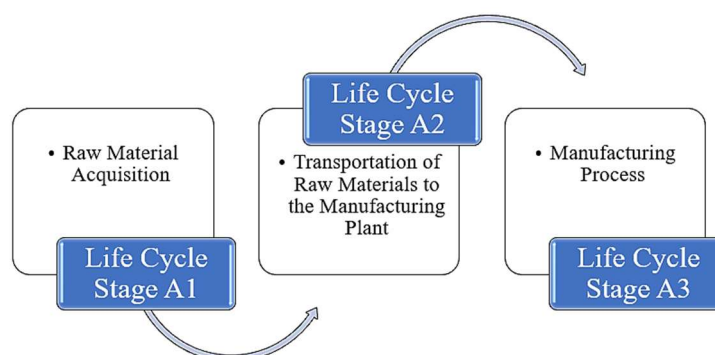 • Raw Material
Acquisition
Life Cycle
Stage A1
Life Cycle
Stage A2
• Transportation of
Raw Materials to
the Manufacturing
Plant
• Manufacturing
Process
Life Cycle
Stage A3